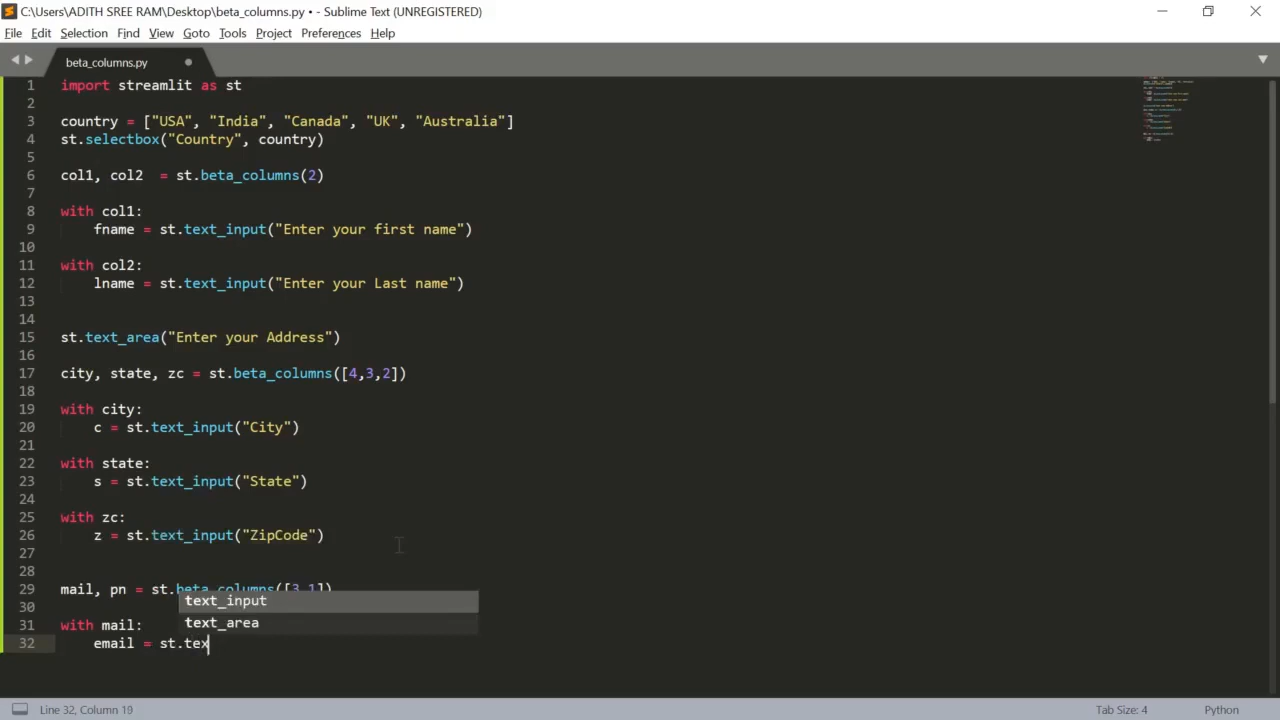 C:\Users\ADITH SREE RAM\Desktop\beta_columns.py • - Sublime Text (UNREGISTERED)
File Edit Selection Find View Goto Tools Project Preferences Help
beta_columns.py
1 import streamlit as st
2
3 country = ["USA", "India", "Canada", "UK", "Australia"]
4 st.selectbox("Country", country)
5
6 col1, col2  = st.beta_columns(2)
7
8 with col1:
9     fname = st.text_input("Enter your first name")
10
11 with col2:
12     lname = st.text_input("Enter your Last name")
13
14
15 st.text_area("Enter your Address")
16
17 city, state, zc = st.beta_columns([4,3,2])
18
19 with city:
20     c = st.text_input("City")
21
22 with state:
23     s = st.text_input("State")
24
25 with zc:
26     z = st.text_input("ZipCode")
27
28
29 mail, pn = st.beta_columns([3,1])
text_input
30
31 with mail:
text_area
32     email = st.tex
Line 32, Column 19
Tab Size: 4
Python